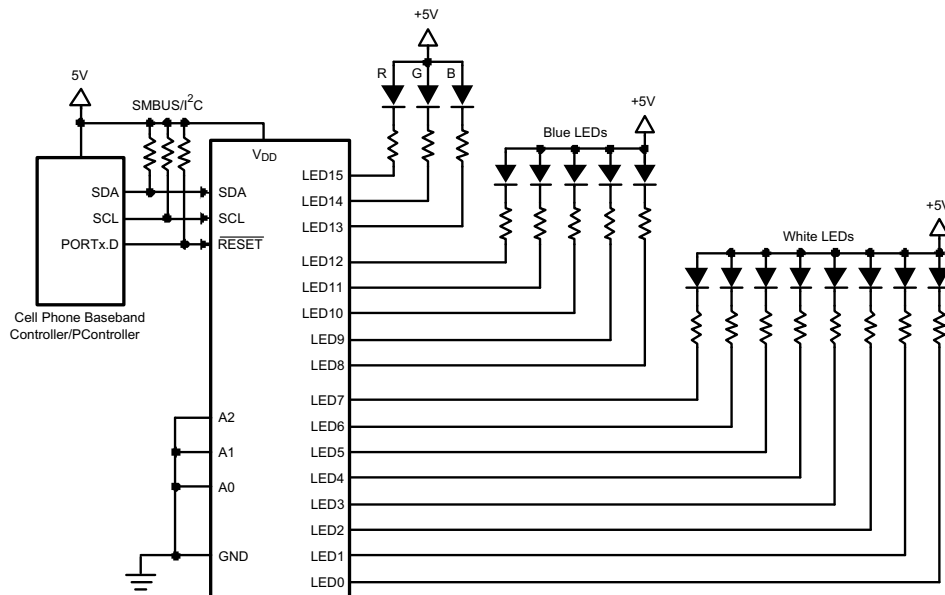 +5V
5V
R G B
SMBUS/I2C
+5V
Blue LEDs
VDD
LED15
SDA SDA
LED14
SCL SCL
LED13
PORTx.D RESET
+5V
White LEDs
LED12
LED11
LED10
Cell Phone Baseband
Controller/PController
LED9
LED8
LED7
A2
LED6
A1
LED5
LED4
A0
LED3
LED2
GND
LED1
LED0